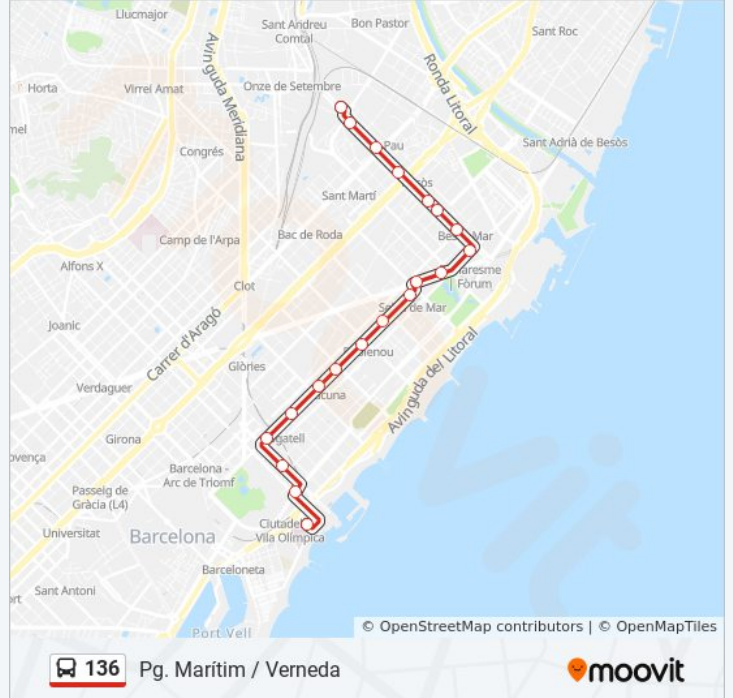 Llucmajor
Sant Andreu
Comtal
Bon Pastor
Sant Roc
Avinguda Meridiana
Ronda Litoral
Horta
Virrei Amat
Onze de Setembre
Congrés
Pau
Sant Adrià de Besòs
Sant Martí
Camp de l'Arpa
Bac de Roda
Alfons X
Clot
Fòrum
Joanic
Carrer d'Aragó
Glòries
Avinguda del Litoral
Verdaguer
Girona
Barcelona -
Arc de Triomf
Passeig de
Gràcia (L4)
Universitat
Barcelona
Vila Olímpica
Barceloneta
Sant Antoni
Port Vell
© OpenStreetMap contributors | © OpenMapTiles
136 Pg. Marítim / Verneda
moovit